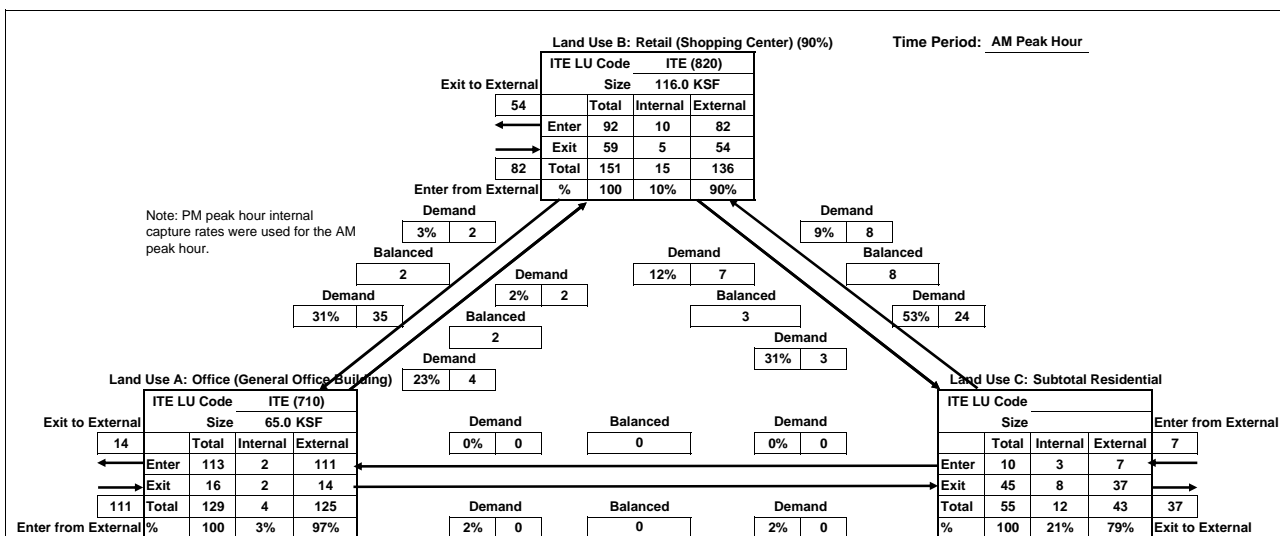 Land Use B: Retail (Shopping Center) (90%)
Time Period: AM Peak Hour
ITE LU Code ITE (820)
Exit to External Size 116.0 KSF
54 Total Internal External
Enter 92 10 82
Exit 59 5 54
82 Total 151 15 136
Enter from External % 100 10% 90%
Note: PM peak hour internal
capture rates were used for the AM
peak hour.
Demand
3% 2
Balanced
2
Demand
31% 35
Demand
2% 2
Balanced
2
Demand
23% 4
Demand
12% 7
Balanced
3
Demand
31% 3
Demand
9% 8
Balanced
8
Demand
53% 24
Land Use A: Office (General Office Building)
ITE LU Code ITE (710)
Exit to External Size 65.0 KSF
14 Total Internal External
Enter 113 2 111
Exit 16 2 14
111 Total 129 4 125
Enter from External % 100 3% 97%
Demand Balanced Demand
0% 0 0 0% 0
Demand Balanced Demand
2% 0 0 2% 0
Land Use C: Subtotal Residential
ITE LU Code
Size Enter from External
Total Internal External 7
Enter 10 3 7
Exit 45 8 37
Total 55 12 43 37
% 100 21% 79% Exit to External